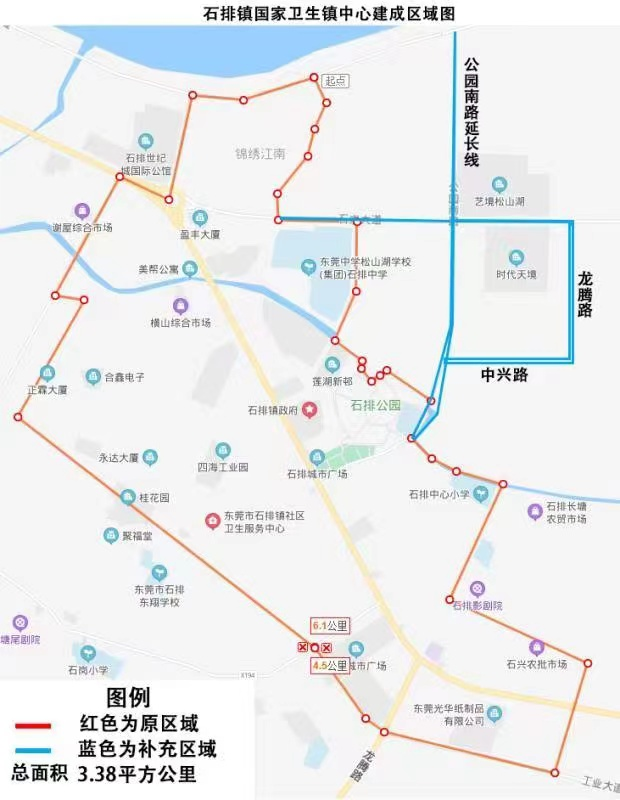 石排镇国家卫生镇中心建成区域图
起点
公园南路延长线
锦绣江南
石排世纪
城国际公馆
艺境松山湖
谢屋综合市场
盈丰大厦
大道
东莞中学松山湖学校
(集团)石排中学
美帮公寓
时代天境
龙腾路
横山综合市场
莲湖新邨
中兴路
正霖大厦
合鑫电子
石排镇政府
石排公园
永达大厦
四海工业园
石排城市广场
桂花园
石排中心小学
石排长塘
农贸市场
东莞市石排镇社区
卫生服务中心
聚福堂
东莞市石排
东翔学校
石排影剧院
塘尾剧院
6.1公里
石岗小学
X194
4.5公里
城市广场
石兴农批市场
东莞光华纸制品
有限公司
图例
红色为原区域
蓝色为补充区域
总面积 3.38平方公里
龙腾路
工业大道